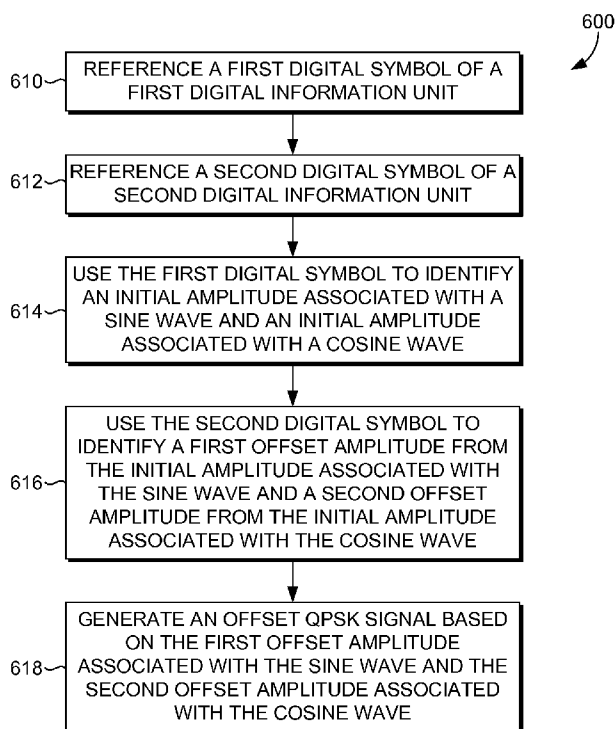 600
610
REFERENCE A FIRST DIGITAL SYMBOL OF A
FIRST DIGITAL INFORMATION UNIT
612
REFERENCE A SECOND DIGITAL SYMBOL OF A
SECOND DIGITAL INFORMATION UNIT
614
USE THE FIRST DIGITAL SYMBOL TO IDENTIFY
AN INITIAL AMPLITUDE ASSOCIATED WITH A
SINE WAVE AND AN INITIAL AMPLITUDE
ASSOCIATED WITH A COSINE WAVE
616
USE THE SECOND DIGITAL SYMBOL TO
IDENTIFY A FIRST OFFSET AMPLITUDE FROM
THE INITIAL AMPLITUDE ASSOCIATED WITH
THE SINE WAVE AND A SECOND OFFSET
AMPLITUDE FROM THE INITIAL AMPLITUDE
ASSOCIATED WITH THE COSINE WAVE
618
GENERATE AN OFFSET QPSK SIGNAL BASED
ON THE FIRST OFFSET AMPLITUDE
ASSOCIATED WITH THE SINE WAVE AND THE
SECOND OFFSET AMPLITUDE ASSOCIATED
WITH THE COSINE WAVE